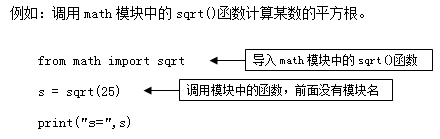 例如：调用math模块中的sqrt()函数计算某数的平方根。
from math import sqrt
导入math模块中的sqrt()函数
s = sqrt(25)
调用模块中的函数，前面没有模块名
print("s=",s)